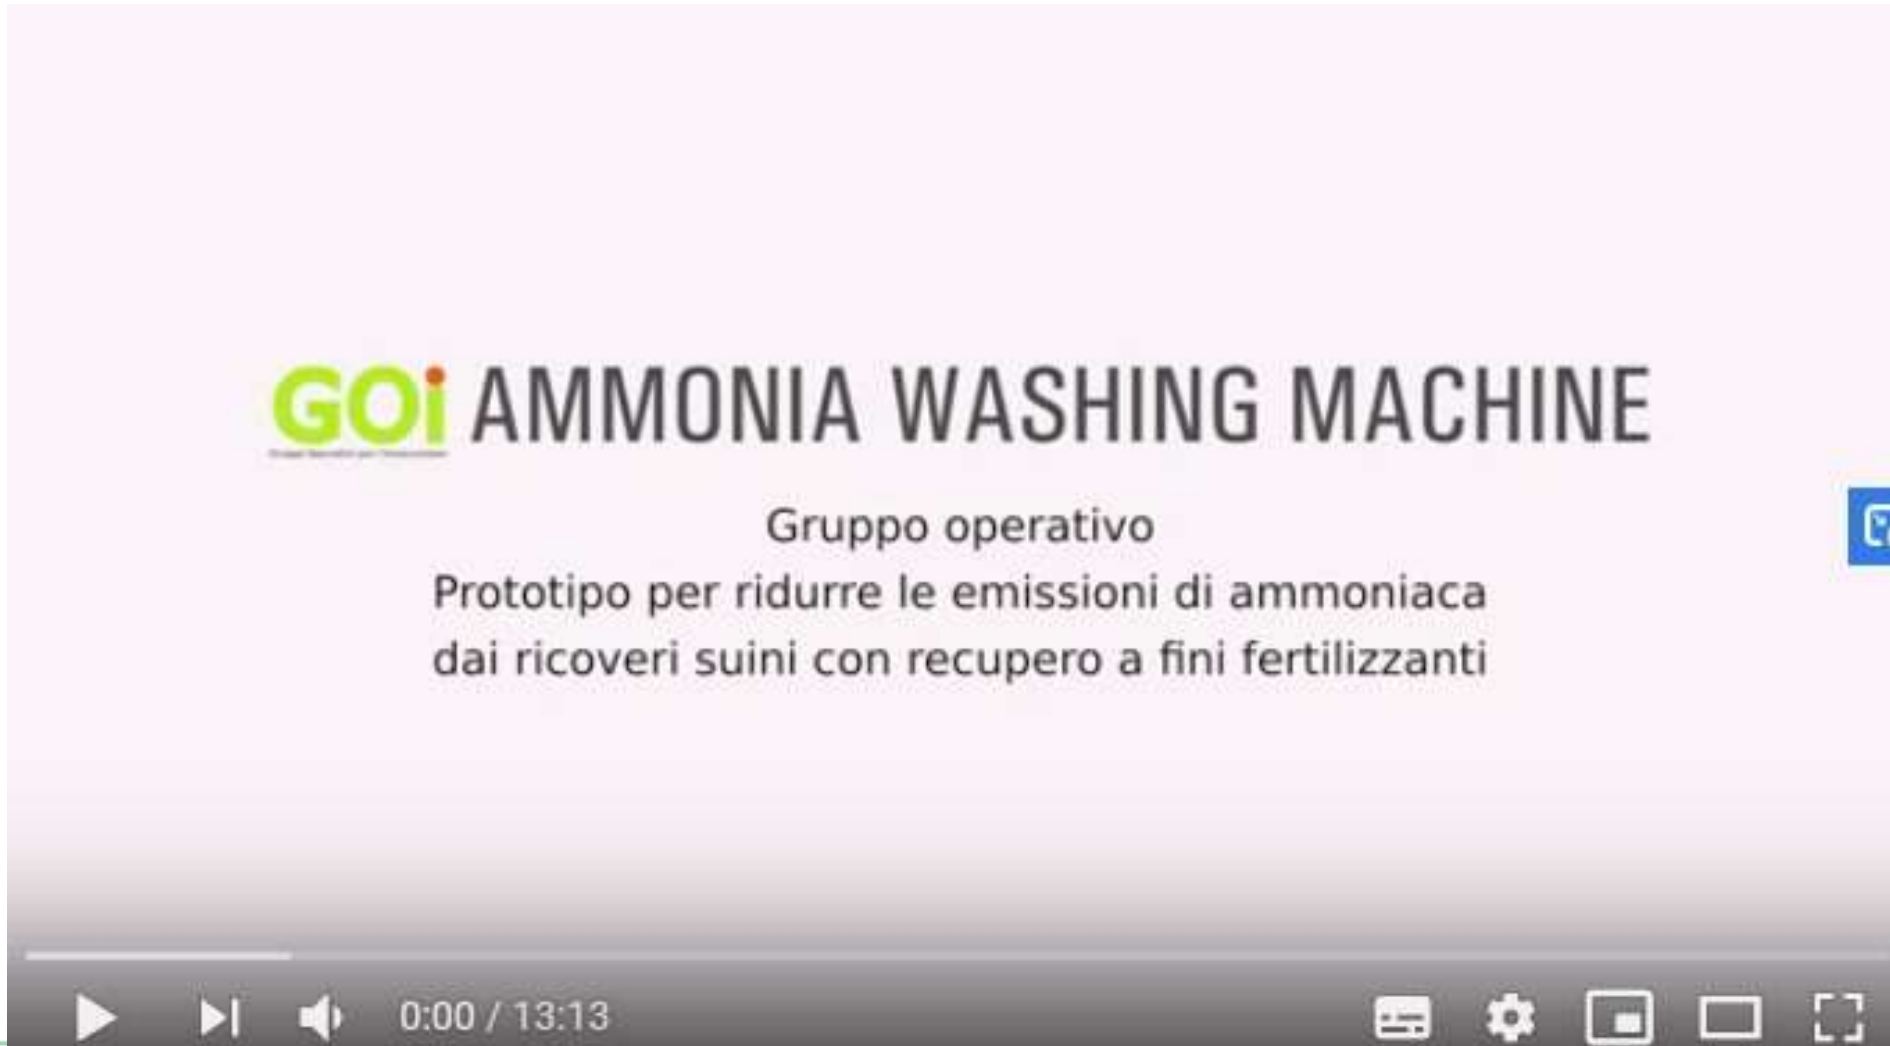 GOi AMMONIA WASHING MACHINE
Gruppo operativo
Prototipo per ridurre le emissioni di ammoniaca
dai ricoveri suini con recupero a fini fertilizzanti
0:00 / 13:13